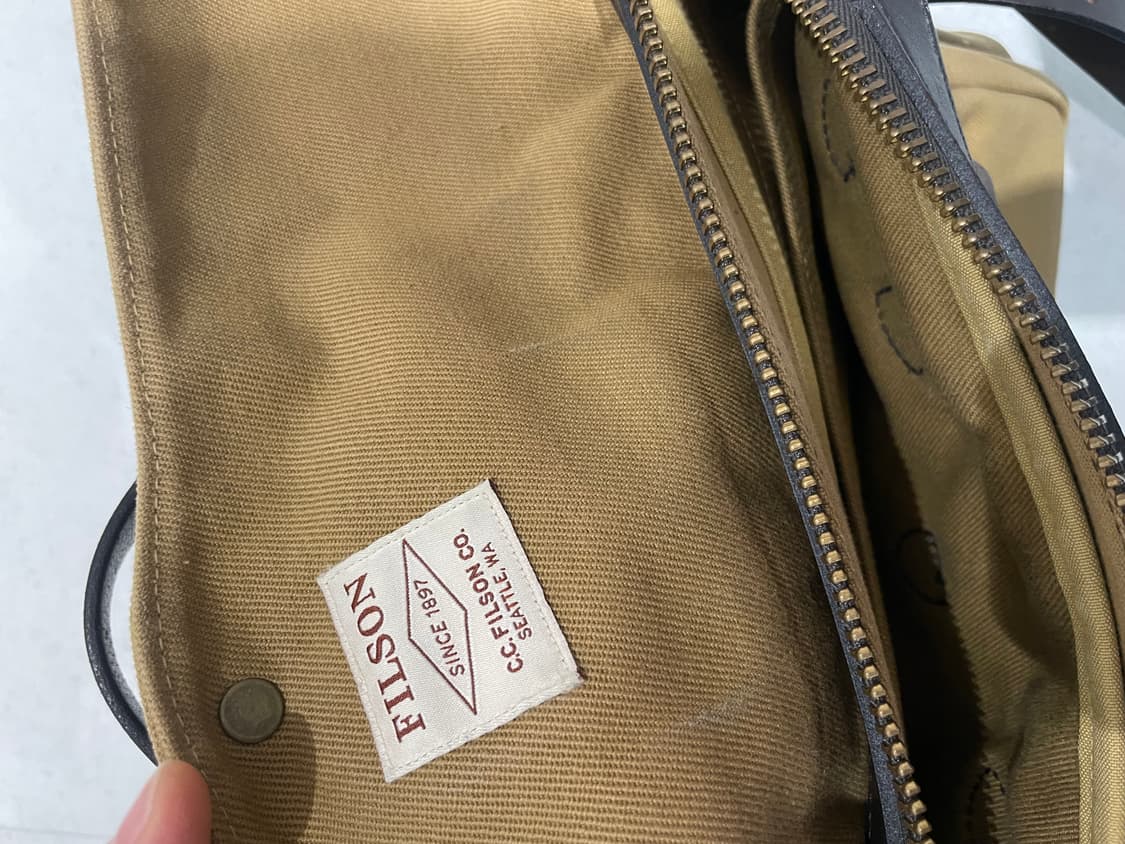 FILSON
SINCE 1897
C.C. FILSON CO.
SEATTLE, WA